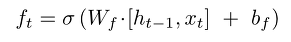 f_t = σ (W_f · [h_{t−1}, x_t] + b_f)